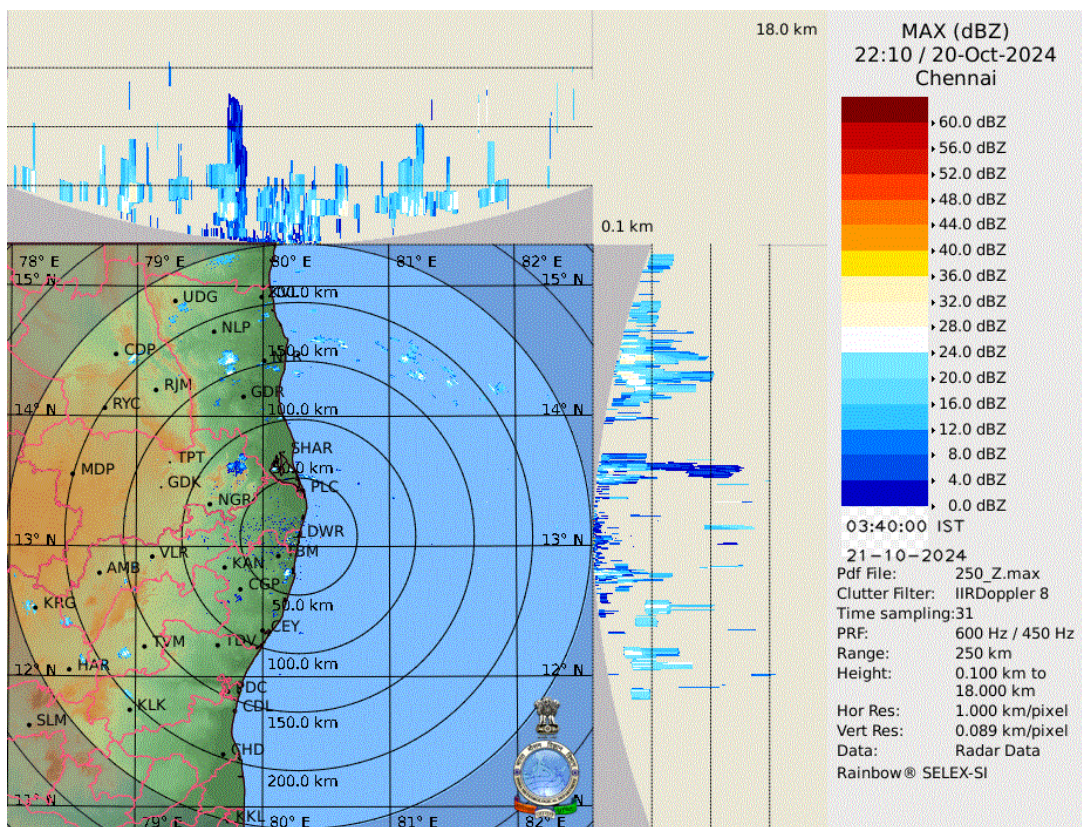 18.0 km
0.1 km
MAX (dBZ)
22:10 / 20-Oct-2024
Chennai
60.0 dBZ
56.0 dBZ
52.0 dBZ
48.0 dBZ
44.0 dBZ
40.0 dBZ
36.0 dBZ
32.0 dBZ
28.0 dBZ
24.0 dBZ
20.0 dBZ
16.0 dBZ
12.0 dBZ
8.0 dBZ
4.0 dBZ
0.0 dBZ
03:40:00 IST
21-10-2024
Pdf File: 250_Z.max
Clutter Filter: IIRDoppler 8
Time sampling:31
PRF: 600 Hz / 450 Hz
Range: 250 km
Height: 0.100 km to
18.000 km
Hor Res: 1.000 km/pixel
Vert Res: 0.089 km/pixel
Data: Radar Data
Rainbow® SELEX-SI
78° E 79° E 80° E 81° E 82° E
15° N 15° N
UDG
NLP
CDP
150.0 km
RJM
GDR
RYC
100.0 km
14° N 14° N
SHAR
TPT
MDP
GDK
PLC
NGR
DWR
13° N 13° N
VLR
KAN
AMB
CGP
KRG
50.0 km
CEY
TVM
TDV
HAR
100.0 km
12° N 12° N
PDC
KLK
CDL
SLM
150.0 km
CHD
200.0 km
11° N 11° N
KKL
79° E 80° E 81° E 82° E